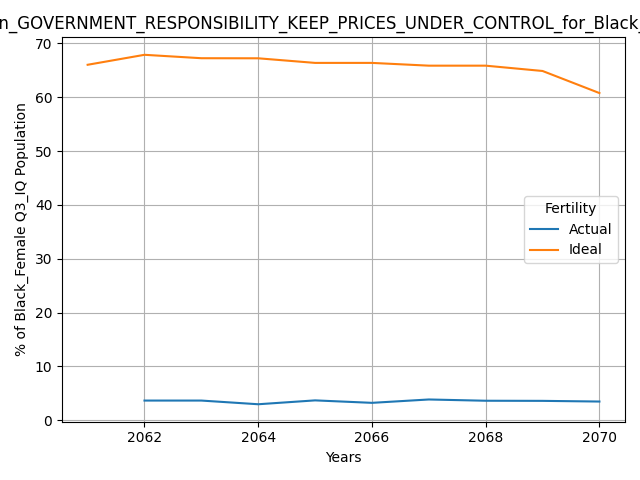 n_GOVERNMENT_RESPONSIBILITY_KEEP_PRICES_UNDER_CONTROL_for_Black_
70
60
50
40
30
20
10
0
% of Black_Female Q3_IQ Population
Fertility
Actual
Ideal
2062
2064
2066
2068
2070
Years